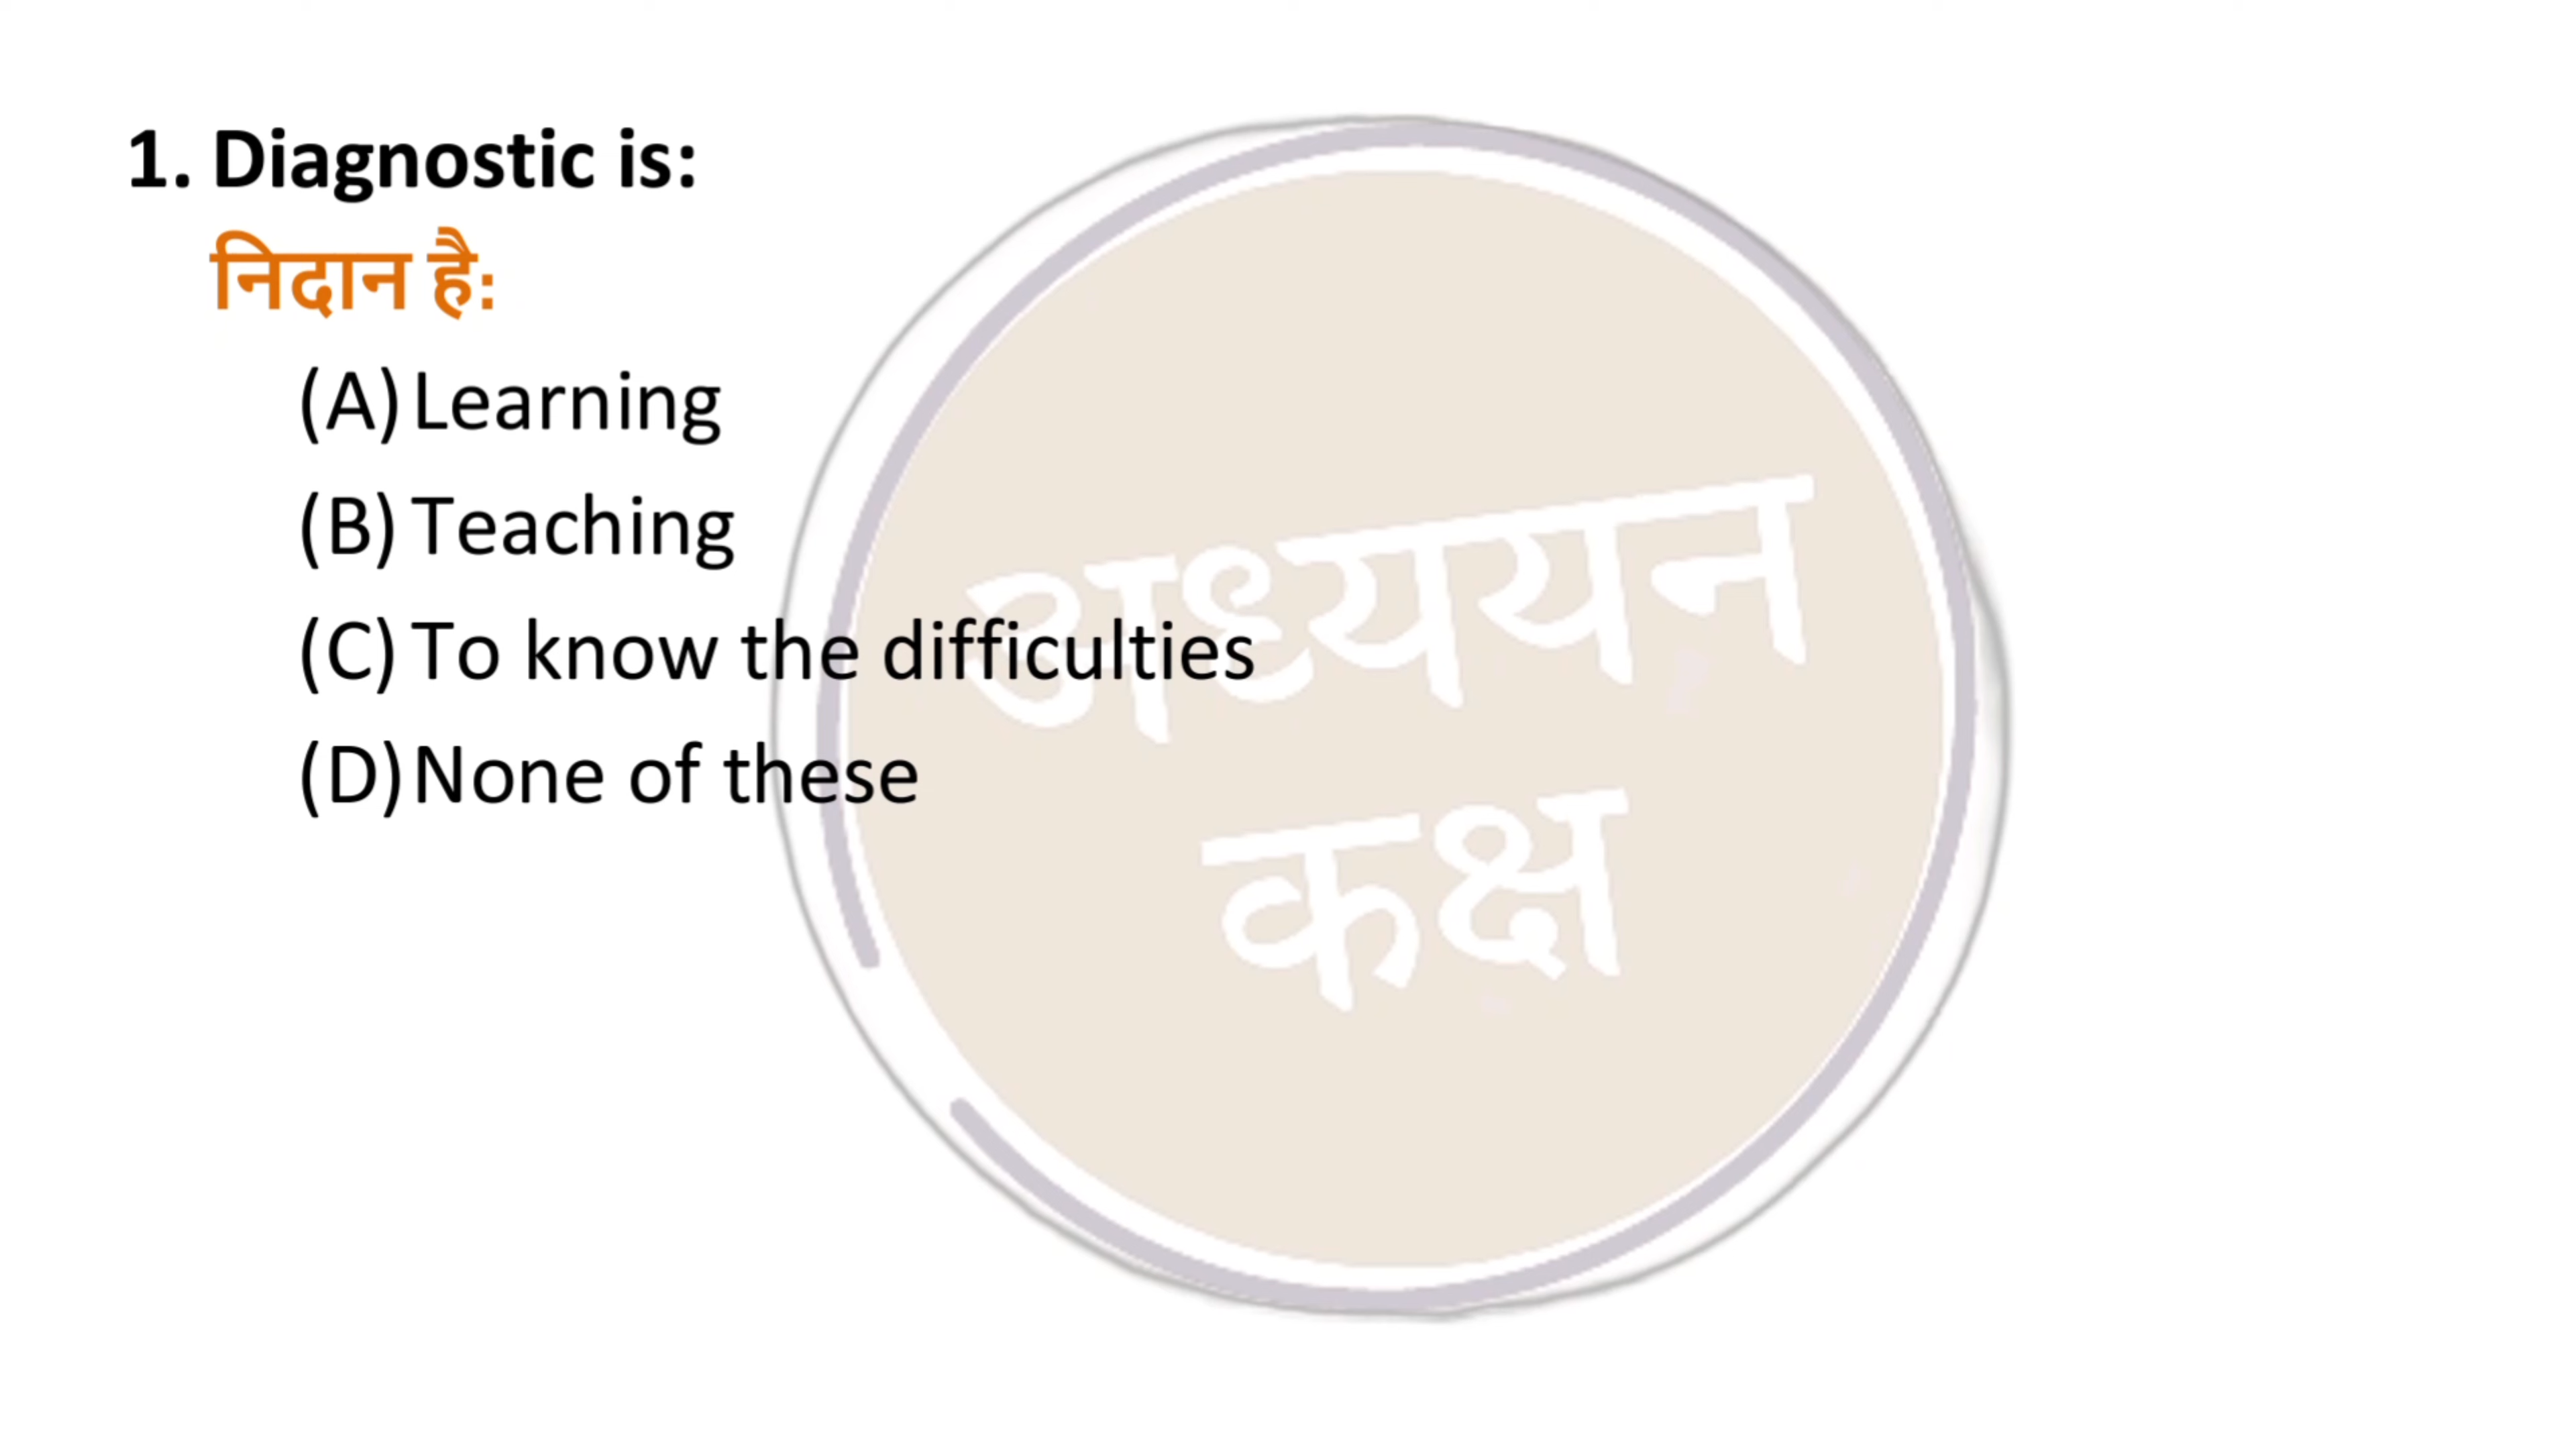 1. Diagnostic is:
निदान है:
(A) Learning
(B) Teaching
(C) To know the difficulties
(D) None of these
अध्ययन
कक्ष